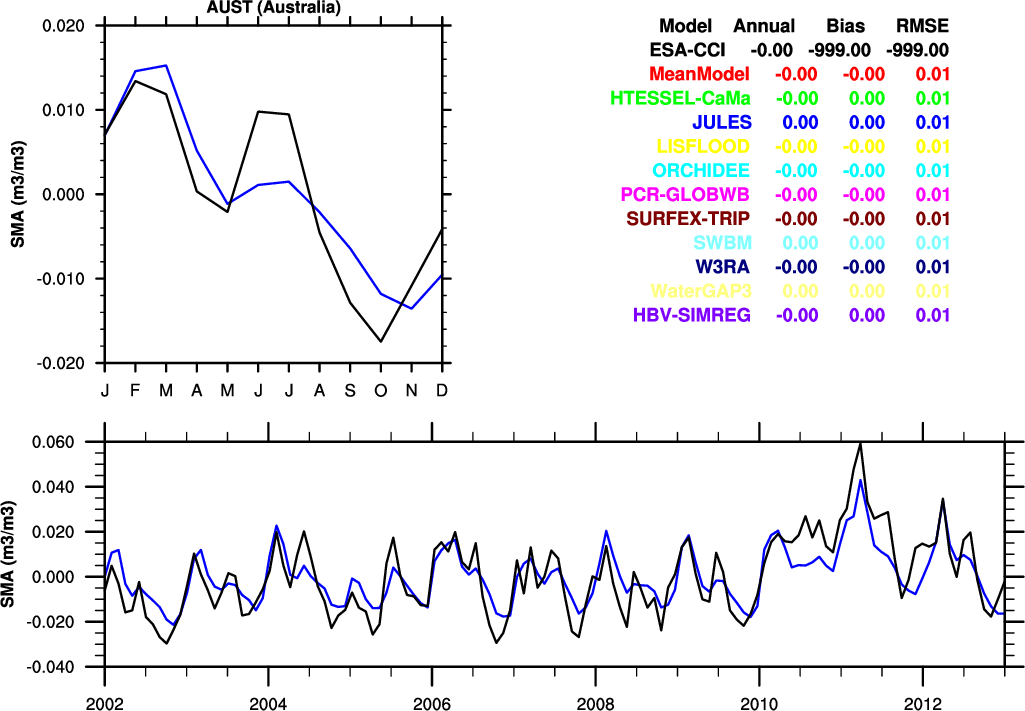 AUST (Australia)
0.020
0.010
0.000
-0.010
-0.020
SMA (m3/m3)
J F M A M J J A S O N D
Model Annual Bias RMSE
ESA-CCI -0.00 -999.00 -999.00
MeanModel -0.00 -0.00 0.01
HTESSEL-CaMa -0.00 0.00 0.01
JULES 0.00 0.00 0.01
LISFLOOD -0.00 -0.00 0.01
ORCHIDEE -0.00 -0.00 0.01
PCR-GLOBWB -0.00 -0.00 0.01
SURFEX-TRIP -0.00 -0.00 0.01
SWBM 0.00 0.00 0.01
W3RA -0.00 -0.00 0.01
WaterGAP3 0.00 0.00 0.01
HBV-SIMREG -0.00 0.00 0.01
0.060
0.040
0.020
0.000
-0.020
-0.040
SMA (m3/m3)
2002 2004 2006 2008 2010 2012